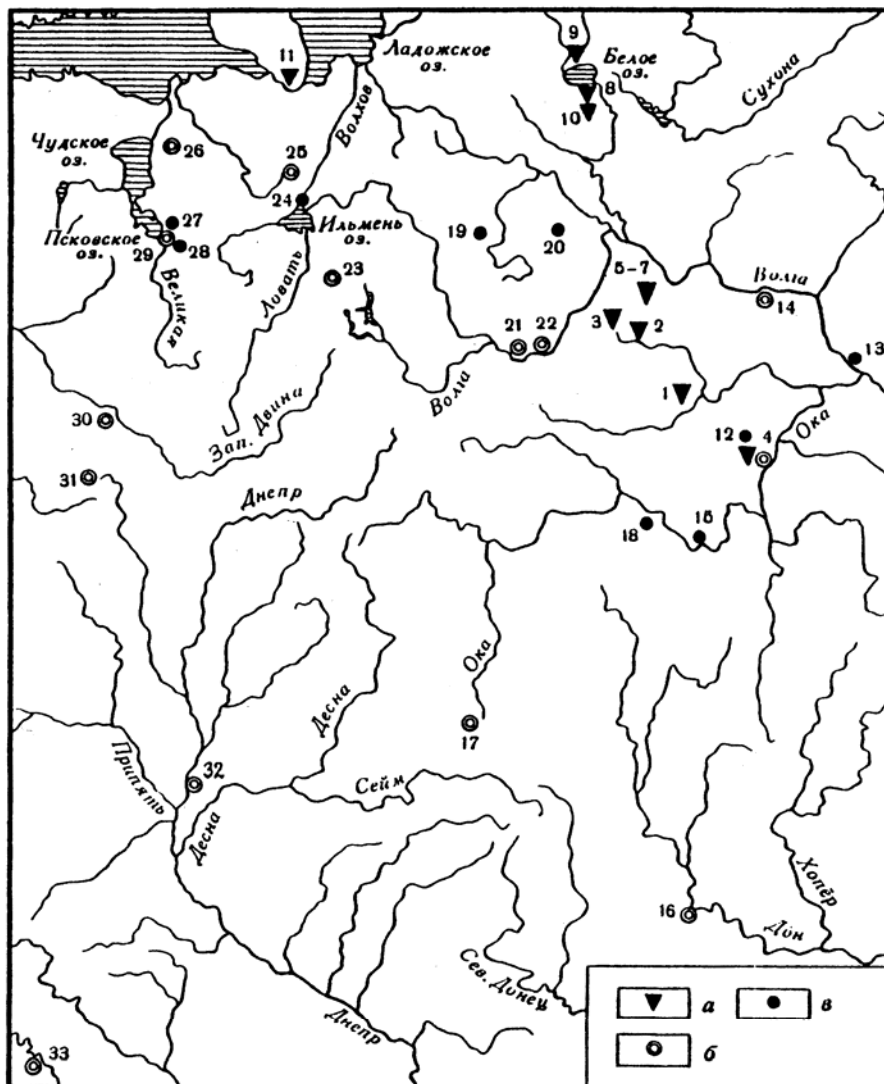 9
11
Ладожское
оз.
Белое
оз.
8
10
Сухона
Волхов
Чудское
оз.
26
25
24
Ильмень
оз.
27
28
29
Псковское
оз.
Великая
Ловать
23
19
20
5-7
3
2
Волга
14
13
21
22
Волга
1
Зап. Двина
30
31
12
4
Ока
Днепр
18
15
Ока
Десна
17
Припять
32
Сейм
Десна
16
Хопёр
Дон
Сев. Донец
Днепр
33
а
в
б